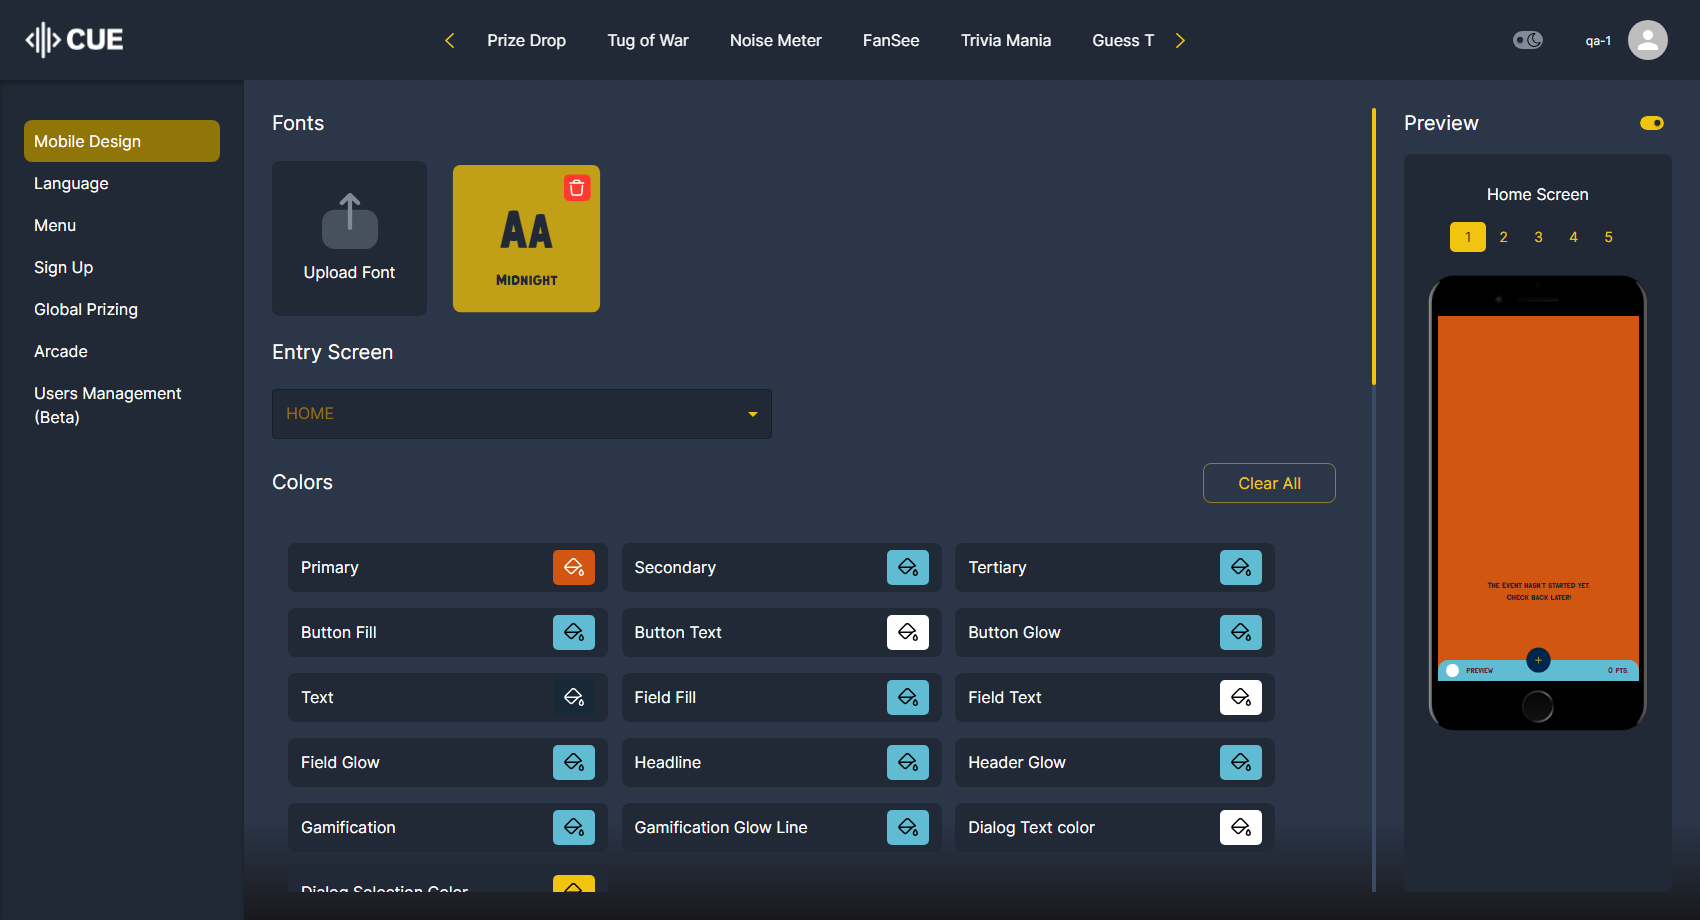 CUE
Prize Drop Tug of War Noise Meter FanSee Trivia Mania Guess T
qa-1
Mobile Design
Language
Menu
Sign Up
Global Prizing
Arcade
Users Management
(Beta)
Fonts
Upload Font
AA
MIDNIGHT
Entry Screen
HOME
Colors
Clear All
Primary
Secondary
Tertiary
Button Fill
Button Text
Button Glow
Text
Field Fill
Field Text
Field Glow
Headline
Header Glow
Gamification
Gamification Glow Line
Dialog Text color
Dialog Selection Color
Preview
Home Screen
1 2 3 4 5
THE EVENT HASN'T STARTED YET.
CHECK BACK LATER!
PREVIEW
+
0 PTS.